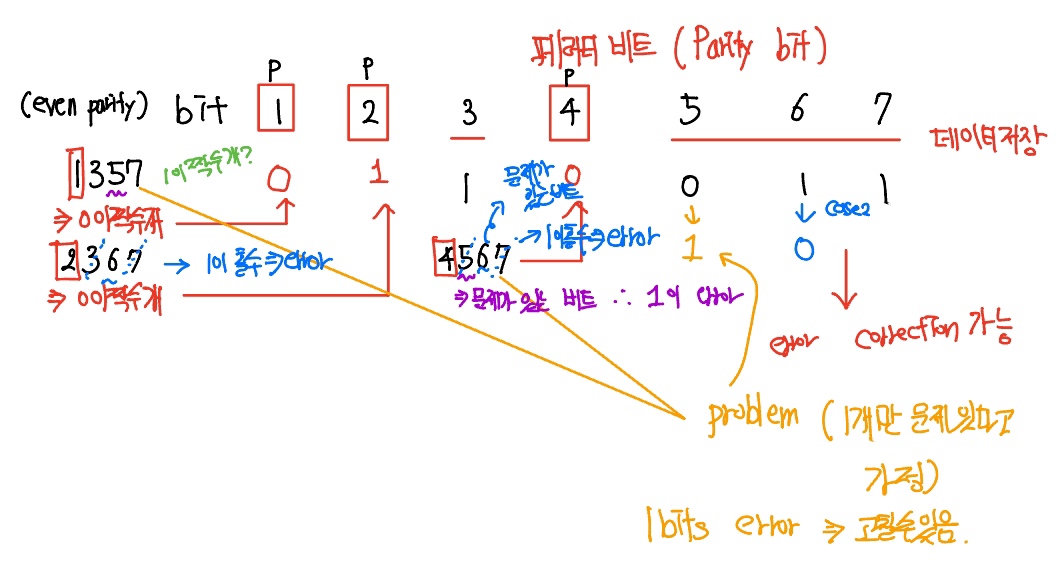 패러티 비트 (Parity bit)
P P P
(even parity) bit 1 2 3 4 5 6 7
데이터저장
1357 1이 짝수개?
0 1 1 0 0 1 1
문제가
있는 비트
case2
⇒ 0이짝수개
2367 → 1이 홀수⇒error
4567 → 1이홀수⇒error
1 0
⇒ 0이짝수개
⇒문제가 있는 비트 ∴ 1의
error correction 가능
problem (1개만 문제있다고
가정)
1bits error ⇒ 고칠수있음.